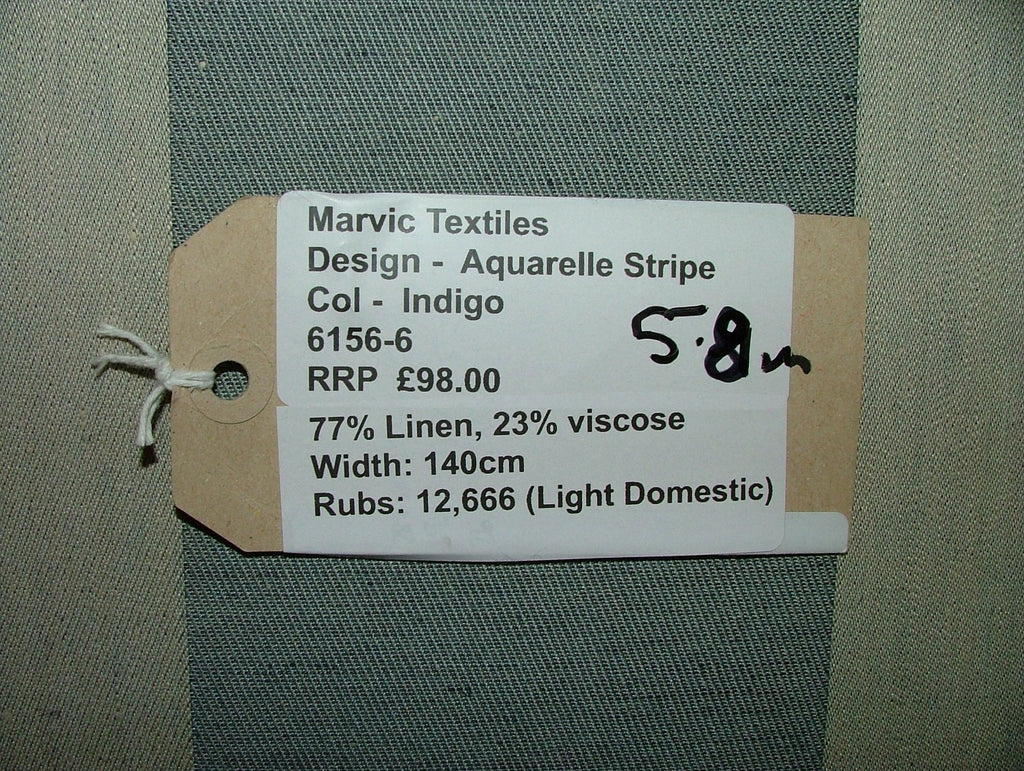 Marvic Textiles
Design - Aquarelle Stripe
Col - Indigo
6156-6
RRP £98.00
5.8m
77% Linen, 23% viscose
Width: 140cm
Rubs: 12,666 (Light Domestic)